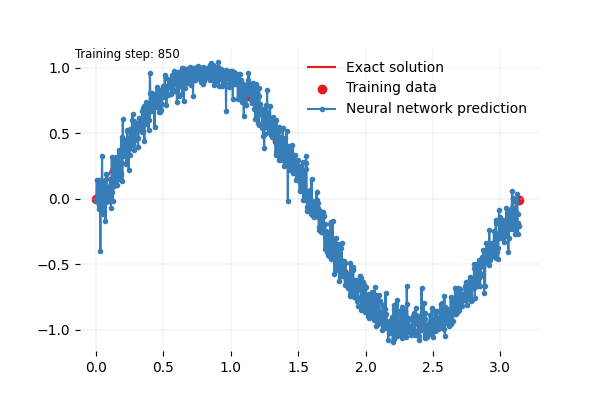 Training step: 850
Exact solution
Training data
Neural network prediction
1.0
0.5
0.0
−0.5
−1.0
0.0 0.5 1.0 1.5 2.0 2.5 3.0